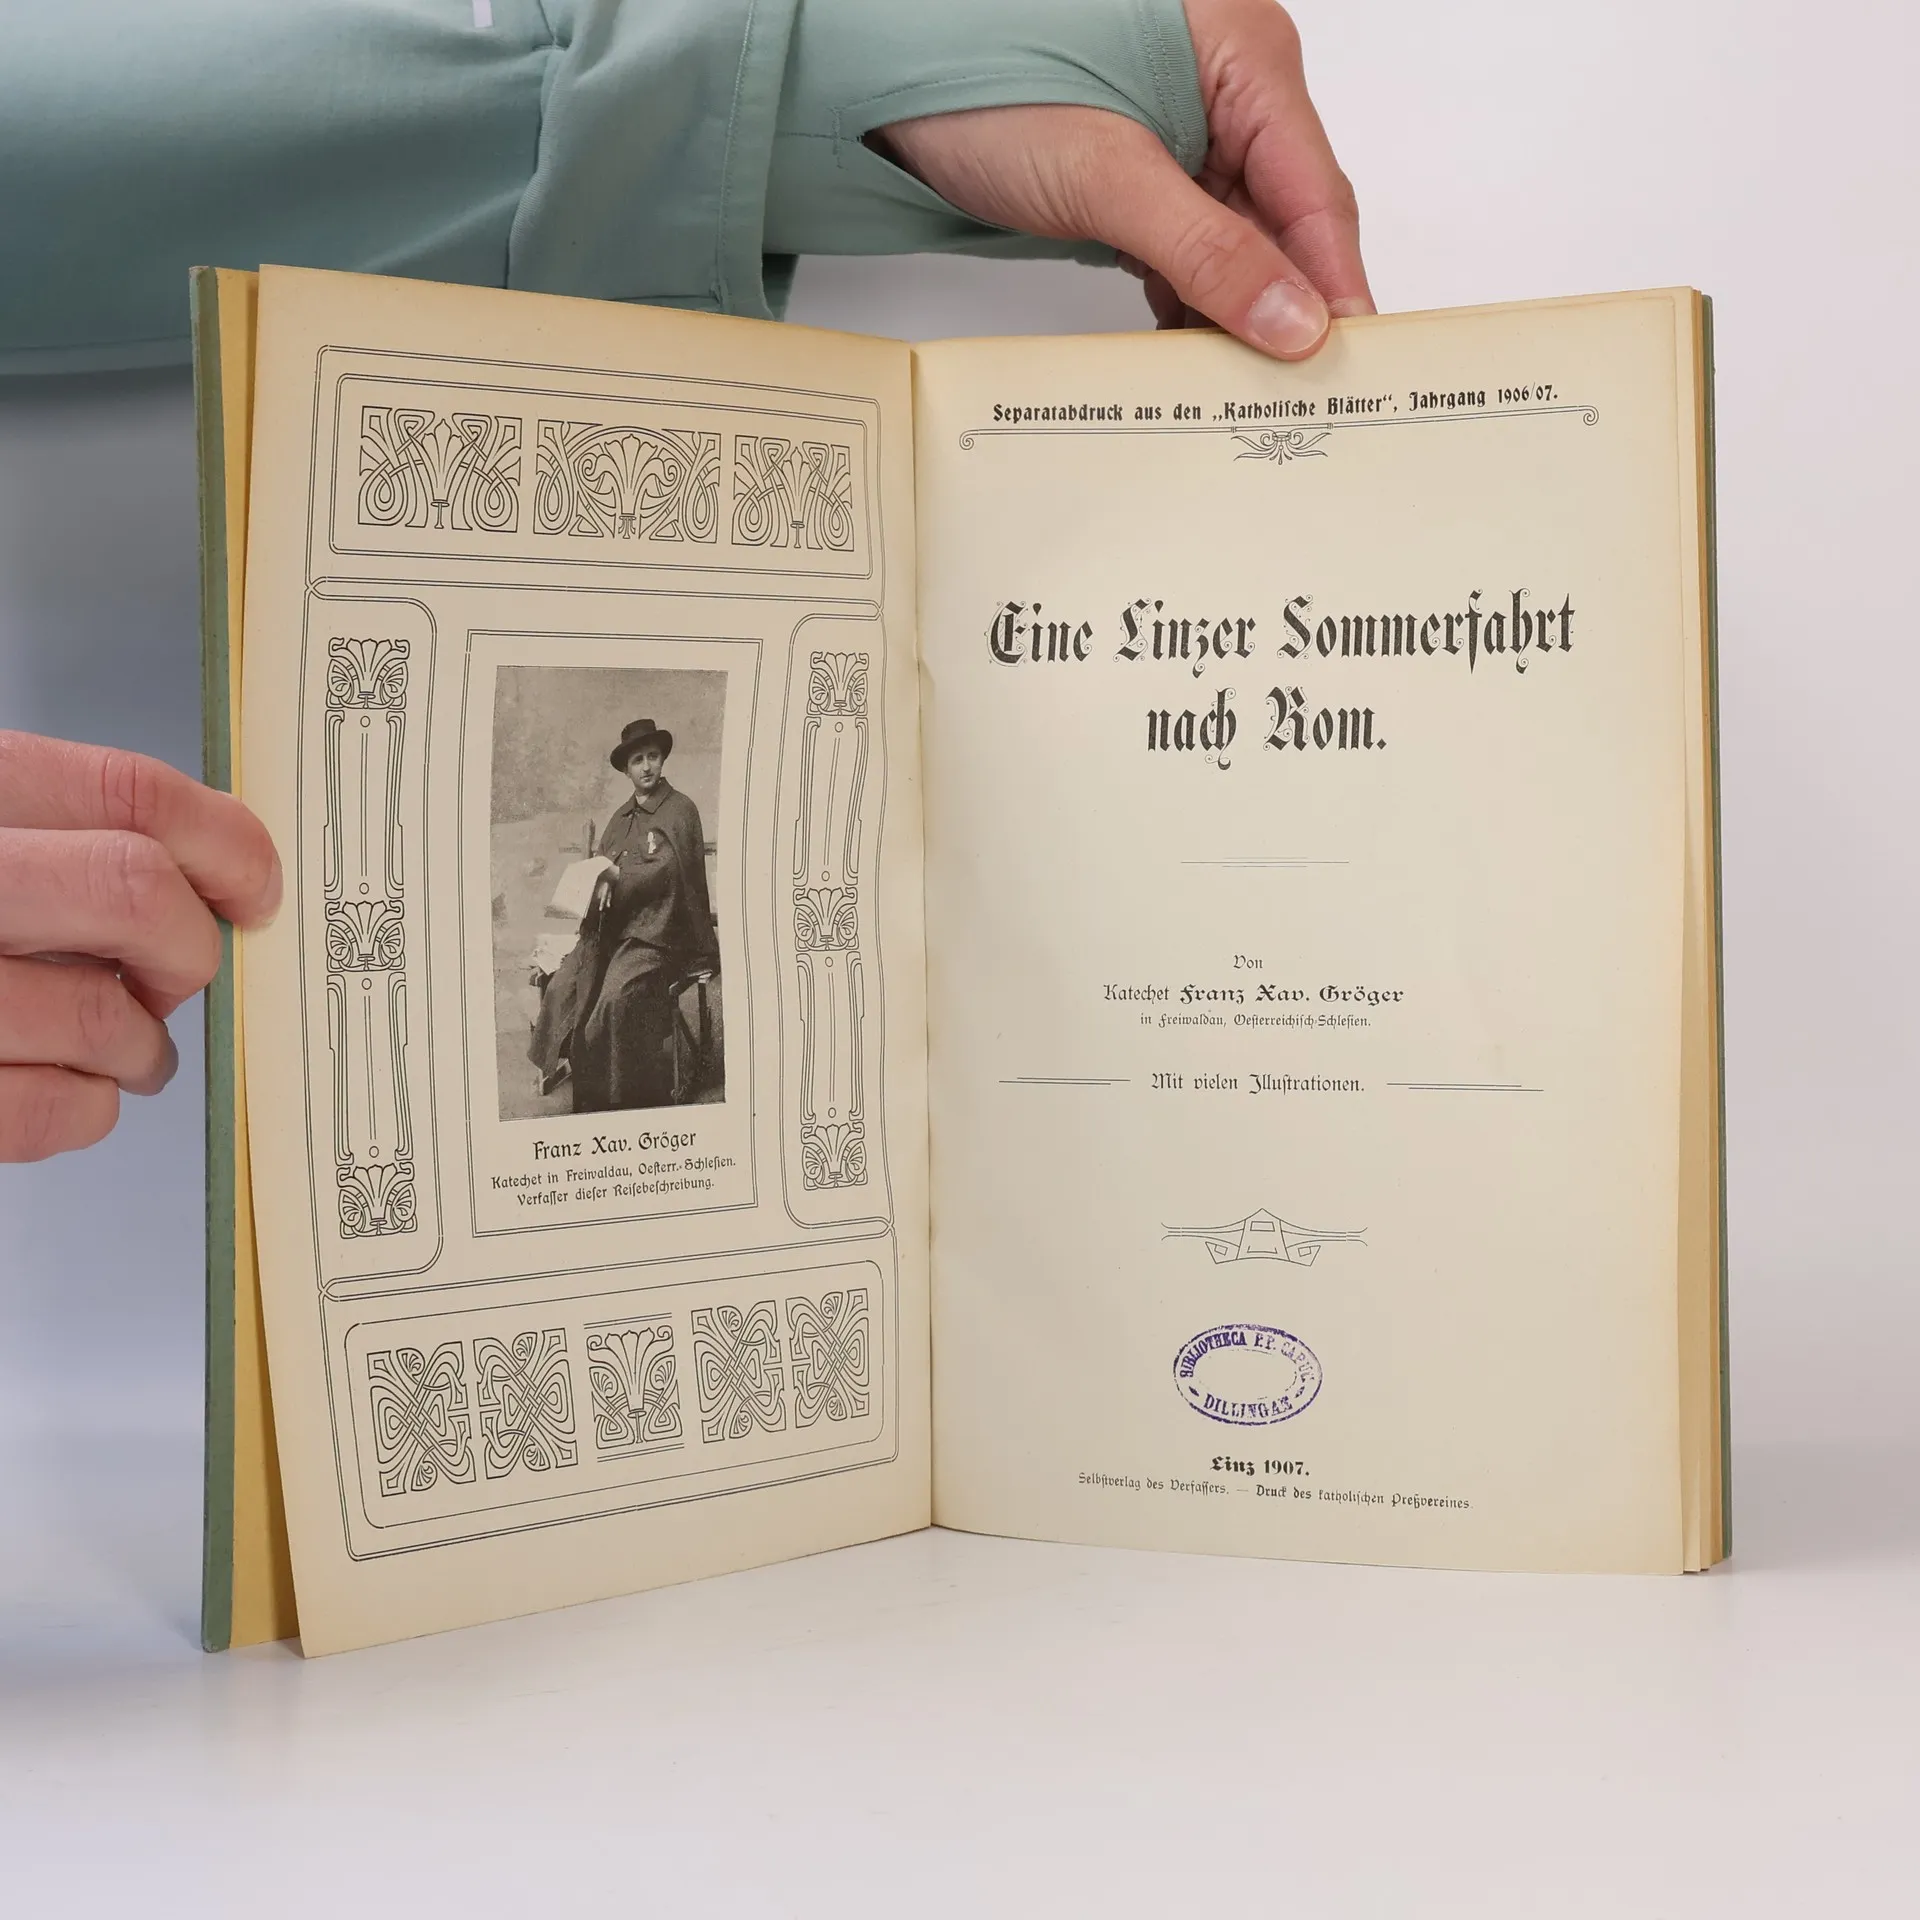 Franz Xav. Gröger
Katechet in Freiwaldau, Oesterr.-Schlesien.
Verfasser dieser Reisebeschreibung.
Separatabdruck aus den „Katholische Blätter“, Jahrgang 1906/07.
Eine Linzer Sommerfahrt
nach Rom.
Von
Katechet Franz Xav. Gröger
in Freiwaldau, Oesterreichisch-Schlesien.
Mit vielen Illustrationen.
BIBLIOTHECA P.P. CAPUC.
DILLINGAE
Linz 1907.
Selbstverlag des Verfassers. — Druck des katholischen Preßvereines.